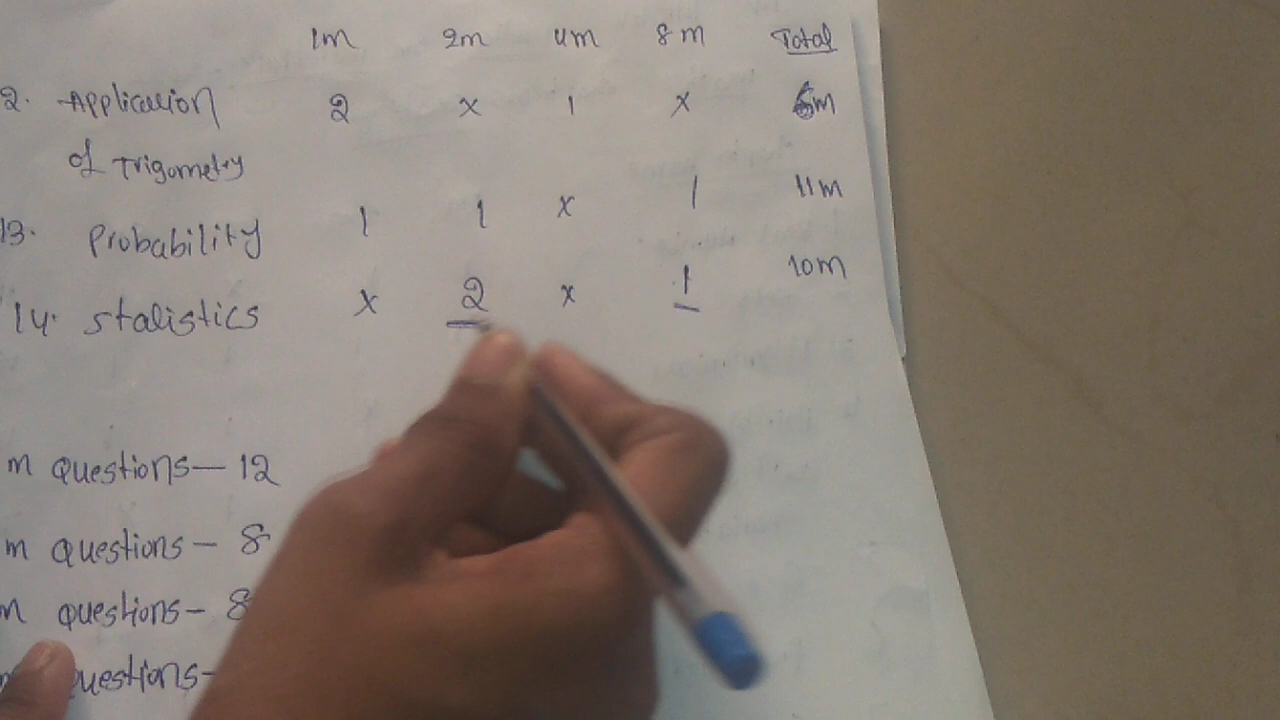 1m 2m 4m 8m Total
2. Application 2 x 1 x 6m
of Trigometry
13. Probability 1 1 x 1 11m
14. statistics x 2 x 1 10m
m questions— 12
m questions — 8
m questions— 8
questions-